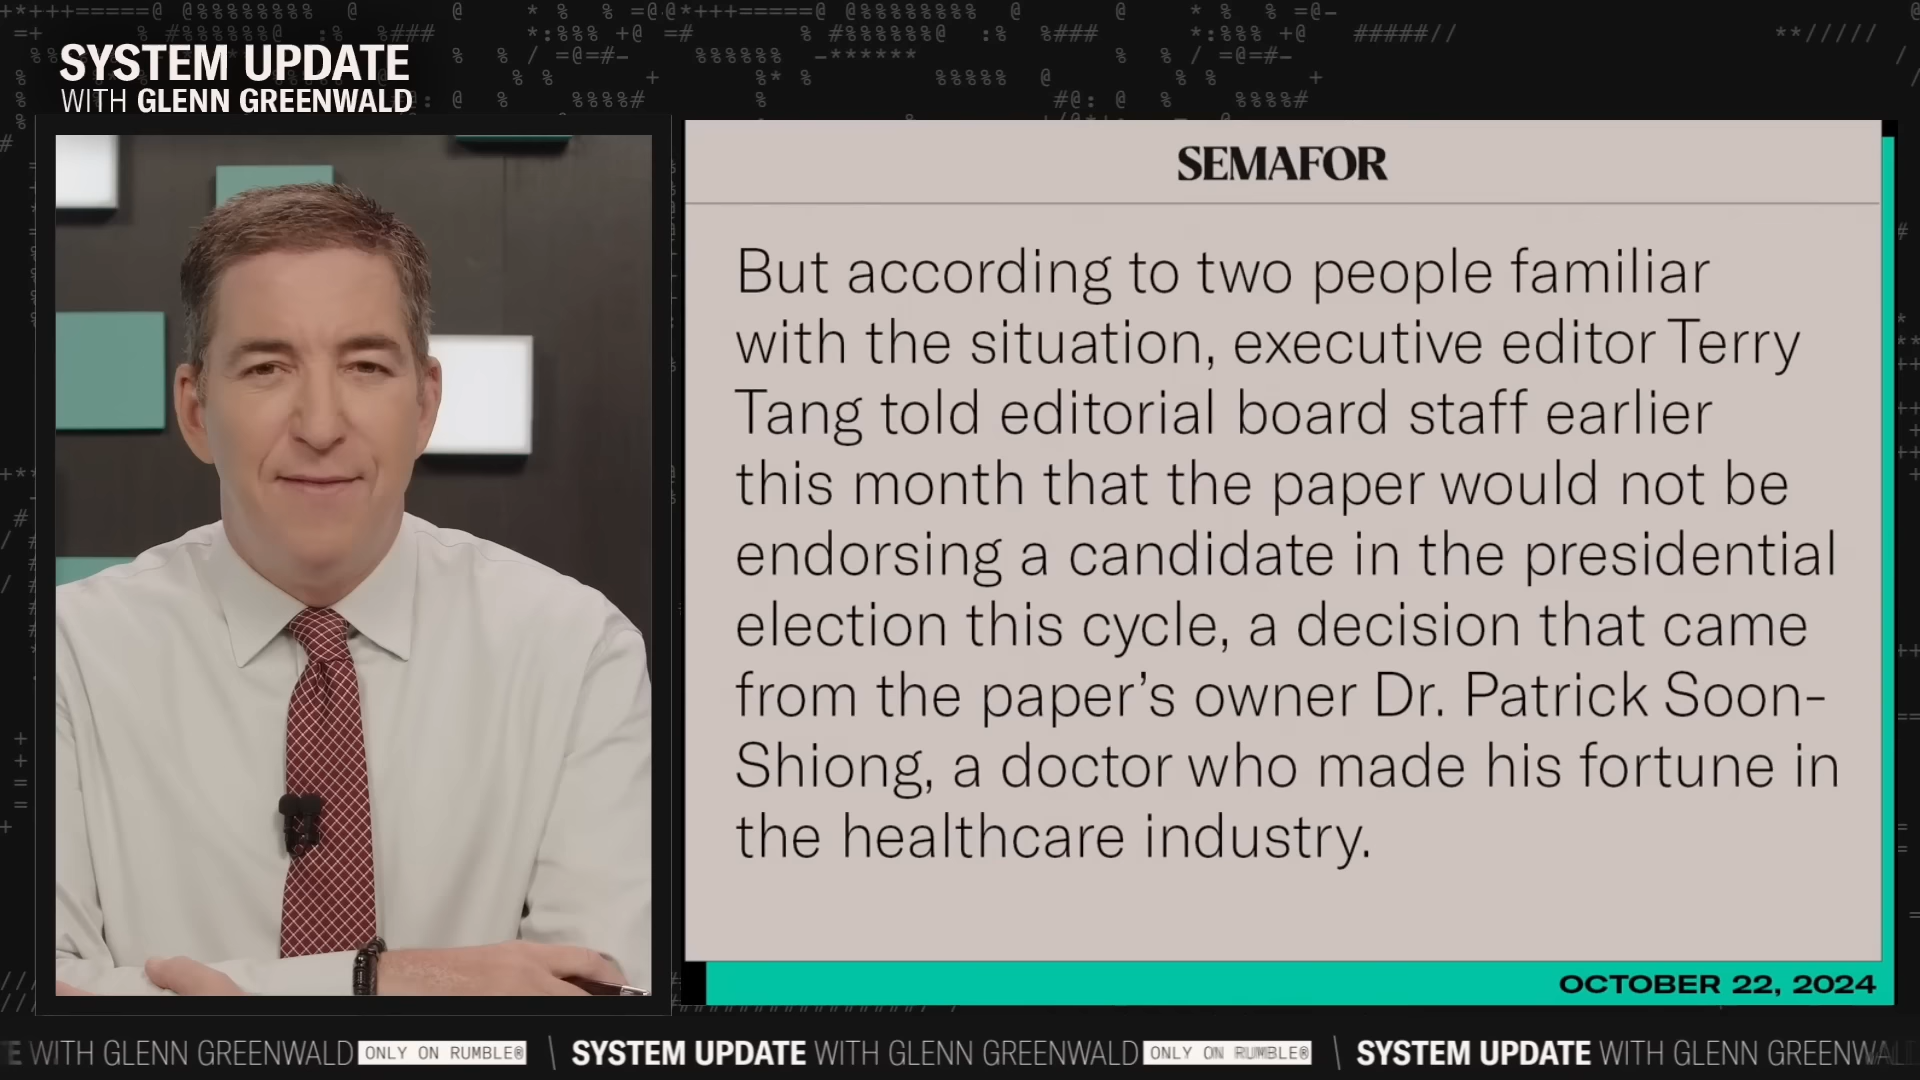 SYSTEM UPDATE
WITH GLENN GREENWALD
SEMAFOR
But according to two people familiar
with the situation, executive editor Terry
Tang told editorial board staff earlier
this month that the paper would not be
endorsing a candidate in the presidential
election this cycle, a decision that came
from the paper’s owner Dr. Patrick Soon-
Shiong, a doctor who made his fortune in
the healthcare industry.
OCTOBER 22, 2024
E WITH GLENN GREENWALD ONLY ON RUMBLE® \ SYSTEM UPDATE WITH GLENN GREENWALD ONLY ON RUMBLE® \ SYSTEM UPDATE WITH GLENN GREENWAL